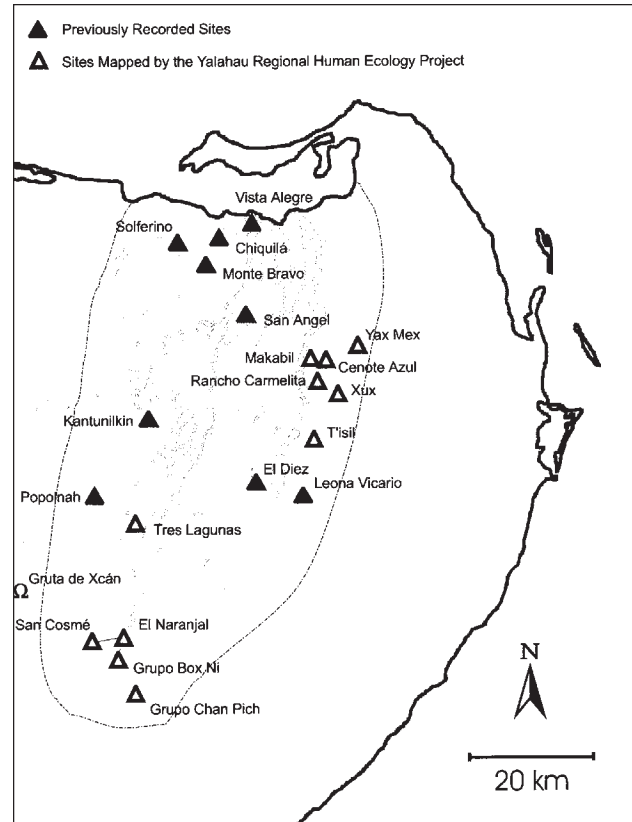 Previously Recorded Sites
Sites Mapped by the Yalahau Regional Human Ecology Project
Vista Alegre
Solferino
Chiquilá
Monte Bravo
San Angel
Yax Mex
Makabil
Cenote Azul
Rancho Carmelita
Xux
Kantunilkin
T'isil
El Diez
Leona Vicario
Popolnah
Tres Lagunas
Ω
Gruta de Xcán
San Cosmé
El Naranjal
Grupo Box Ni
Grupo Chan Pich
N
20 km